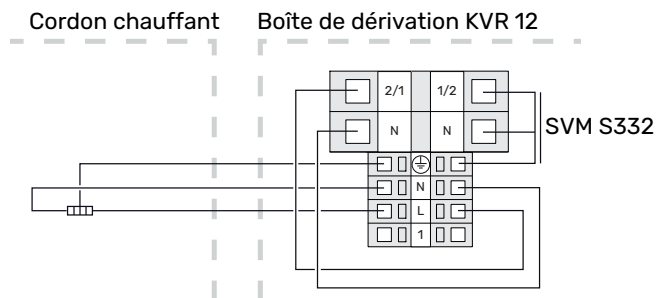 Cordon chauffant
Boîte de dérivation KVR 12
2/1
1/2
SVM S332
N
N
N
L
1